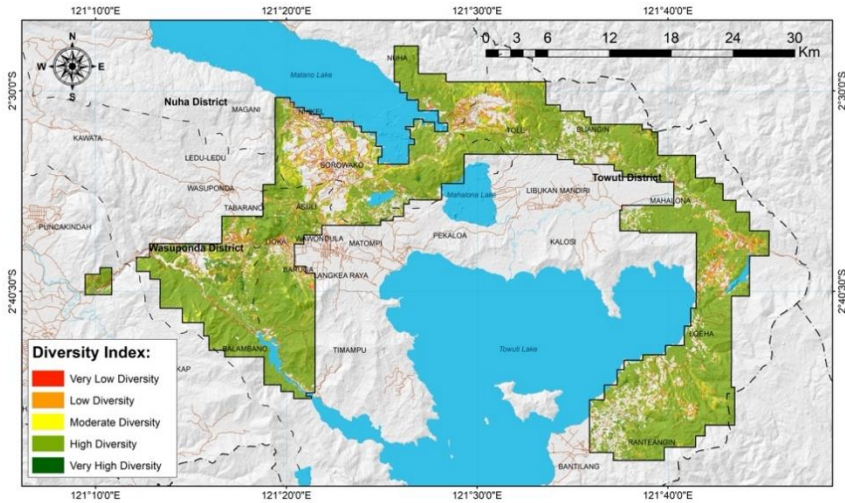 121°10'0"E 121°20'0"E 121°30'0"E 121°40'0"E
N
W E
S
0 3 6 12 18 24 30
Km
2°30'0"S 2°30'0"S
Matano Lake
NUHA
Nuha District
MAGANI
NIKKEL
KAWATA
LEDU-LEDU
SOROWAKO
TOLE
BUANGIN
WASUPONDA
Mahalona Lake
LIBUKAN MANDIRI
Towuti District
TABARANO
ASULI
MAHALONA
PUNCAKINDAH
Wasuponda District
DOKA
WAWONDULA
MATOMPI
PEKALOA
KALOSI
BARUGA
LANGKEA RAYA
2°40'30"S 2°40'30"S
LOEHA
BALAMBANO
TIMAMPU
Towuti Lake
KAP
RANTEANGIN
BANTILANG
Diversity Index:
Very Low Diversity
Low Diversity
Moderate Diversity
High Diversity
Very High Diversity
121°10'0"E 121°20'0"E 121°30'0"E 121°40'0"E